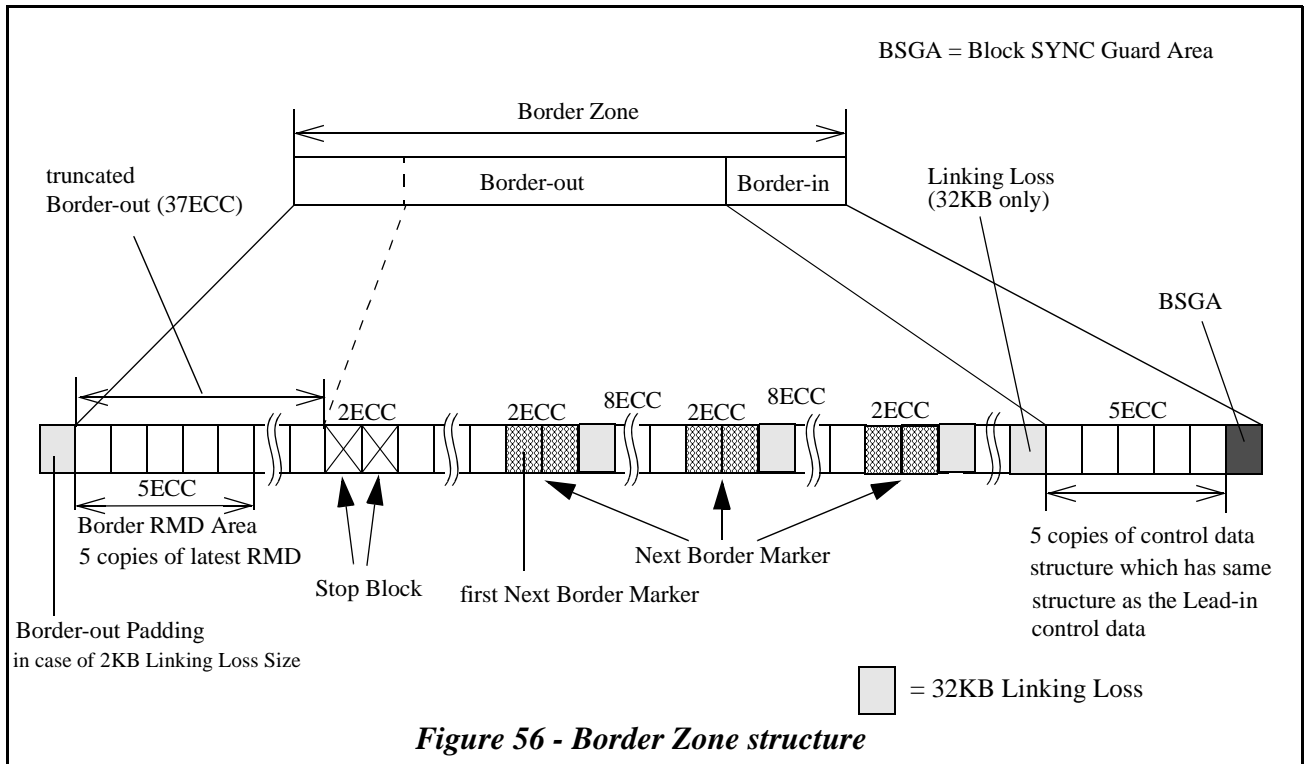 BSGA = Block SYNC Guard Area
Border Zone
truncated
Border-out (37ECC)
Border-out
Border-in
Linking Loss
(32KB only)
BSGA
2ECC
2ECC
8ECC
2ECC
8ECC
2ECC
5ECC
5ECC
Border RMD Area
5 copies of latest RMD
Stop Block
first Next Border Marker
Next Border Marker
5 copies of control data
structure which has same
structure as the Lead-in
control data
Border-out Padding
in case of 2KB Linking Loss Size
= 32KB Linking Loss
Figure 56 - Border Zone structure